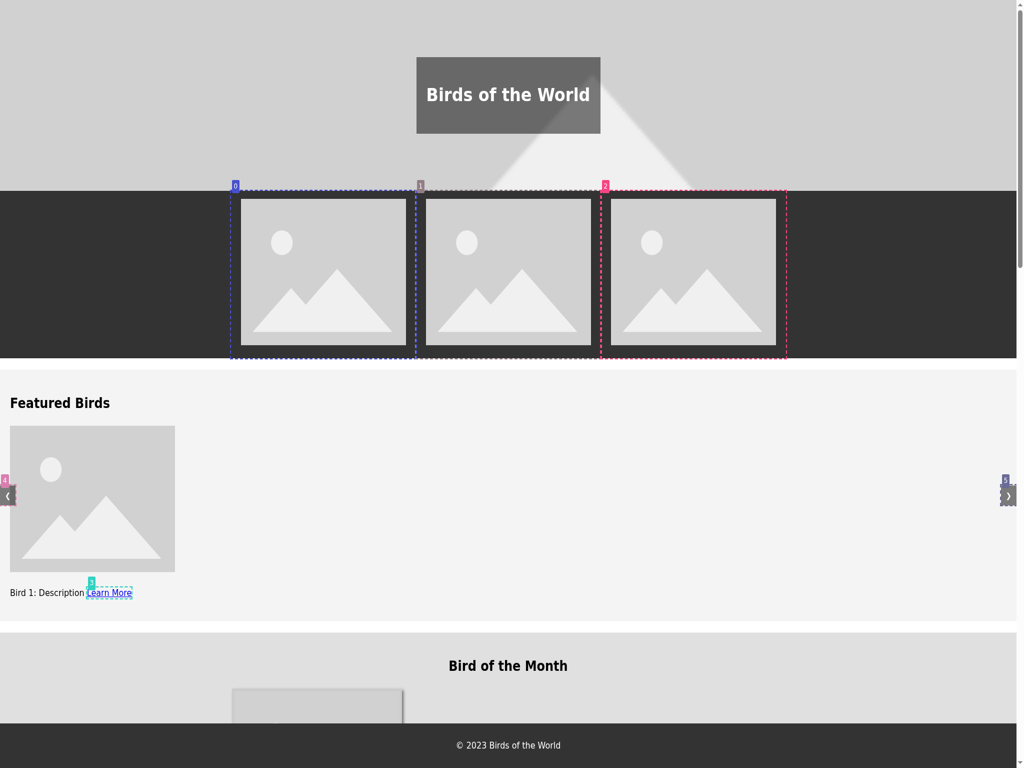 Birds of the World
0
1
2
Featured Birds
4
❮
5
❯
3
Bird 1: Description Learn More
Bird of the Month
© 2023 Birds of the World